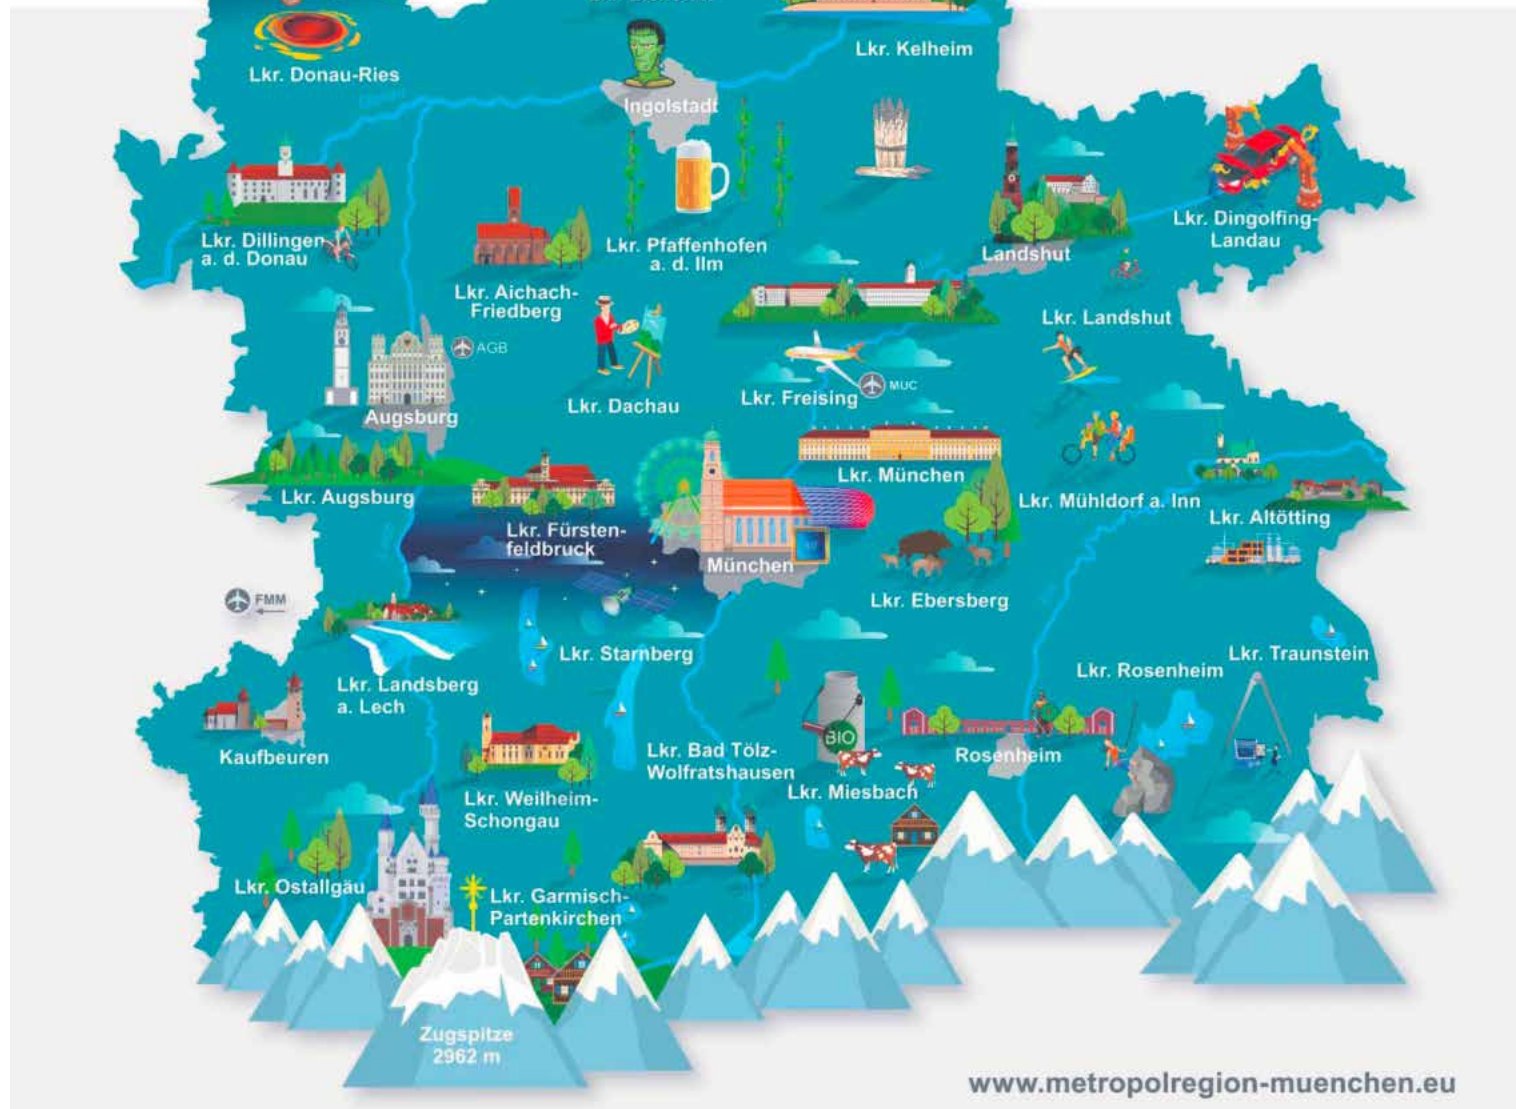 Lkr. Donau-Ries
Lkr. Kelheim
Ingolstadt
Lkr. Dillingen
a. d. Donau
Lkr. Pfaffenhofen
a. d. Ilm
Landshut
Lkr. Dingolfing-
Landau
Lkr. Aichach-
Friedberg
Lkr. Landshut
AGB
Augsburg
Lkr. Dachau
Lkr. Freising
MUC
Lkr. Augsburg
Lkr. München
Lkr. Mühldorf a. Inn
Lkr. Altötting
Lkr. Fürsten-
feldbruck
München
Lkr. Ebersberg
FMM
Lkr. Starnberg
Lkr. Rosenheim
Lkr. Traunstein
Lkr. Landsberg
a. Lech
Kaufbeuren
BIO
Rosenheim
Lkr. Bad Tölz-
Wolfratshausen
Lkr. Miesbach
Lkr. Weilheim-
Schongau
Lkr. Ostallgäu
Lkr. Garmisch-
Partenkirchen
Zugspitze
2962 m
www.metropolregion-muenchen.eu